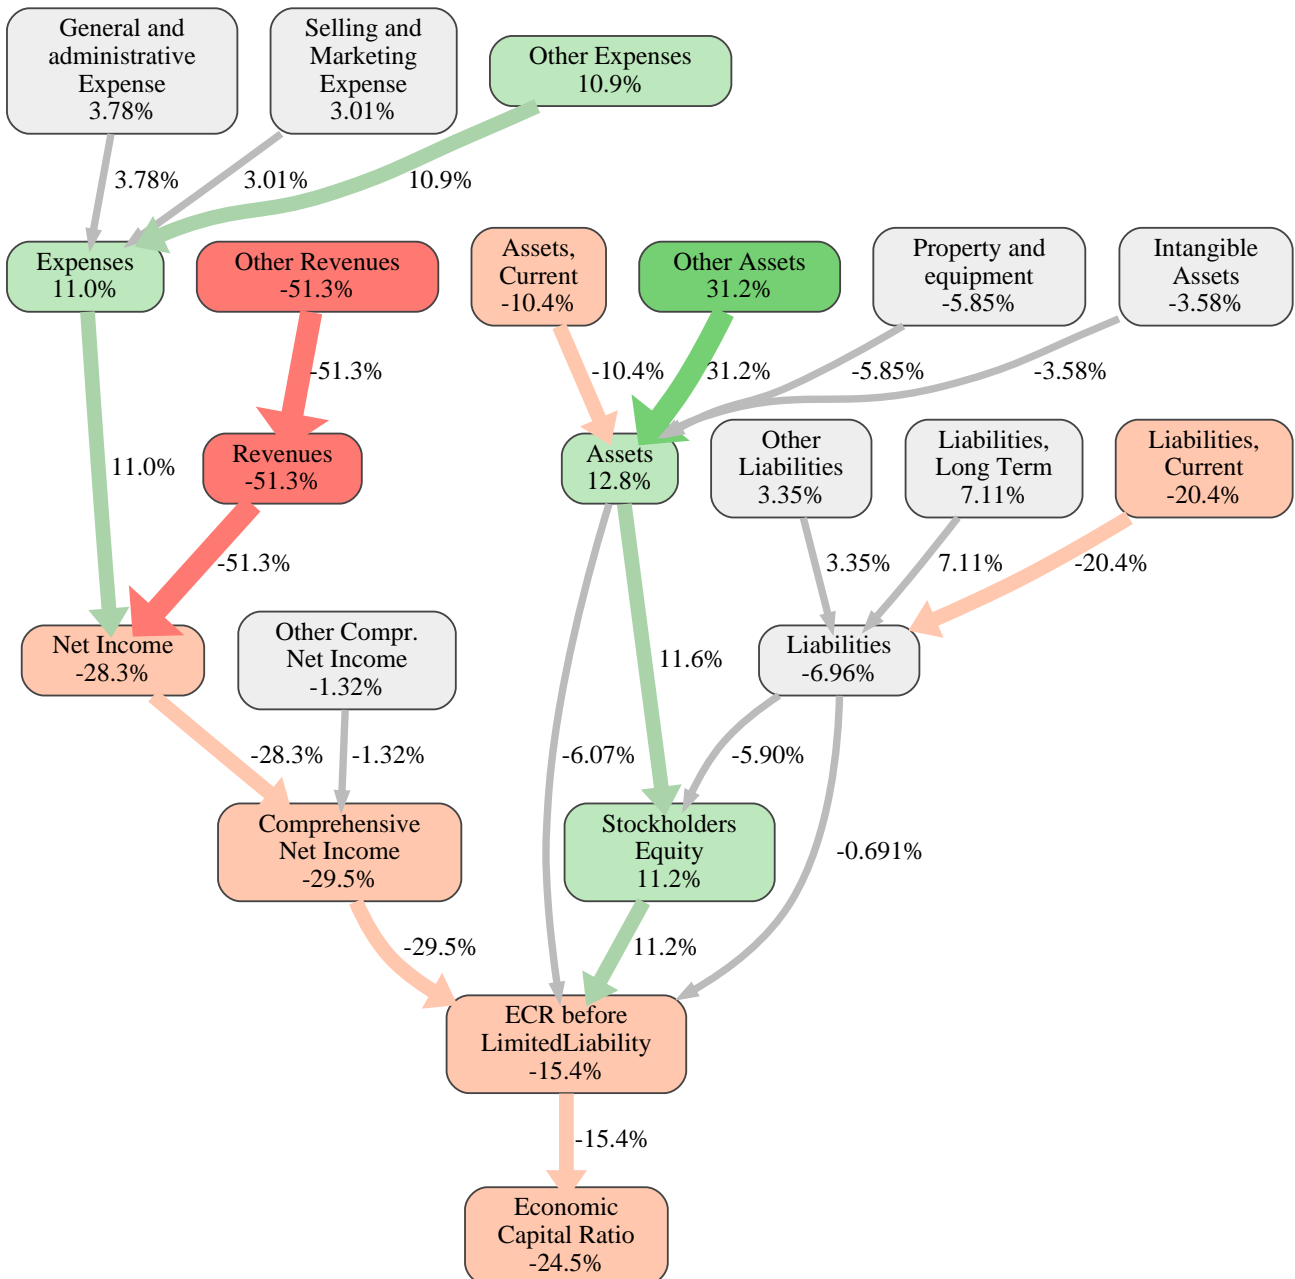 General and
administrative
Expense
3.78%
Selling and
Marketing
Expense
3.01%
Other Expenses
10.9%
3.78%
3.01%
10.9%
Expenses
11.0%
Other Revenues
-51.3%
Assets,
Current
-10.4%
Other Assets
31.2%
Property and
equipment
-5.85%
Intangible
Assets
-3.58%
-51.3%
-10.4%
31.2%
-5.85%
-3.58%
11.0%
Revenues
-51.3%
Assets
12.8%
Other
Liabilities
3.35%
Liabilities,
Long Term
7.11%
Liabilities,
Current
-20.4%
-51.3%
3.35%
7.11%
-20.4%
Net Income
-28.3%
Other Compr.
Net Income
-1.32%
11.6%
Liabilities
-6.96%
-28.3%
-1.32%
-6.07%
-5.90%
Comprehensive
Net Income
-29.5%
Stockholders
Equity
11.2%
-0.691%
-29.5%
11.2%
ECR before
LimitedLiability
-15.4%
-15.4%
Economic
Capital Ratio
-24.5%